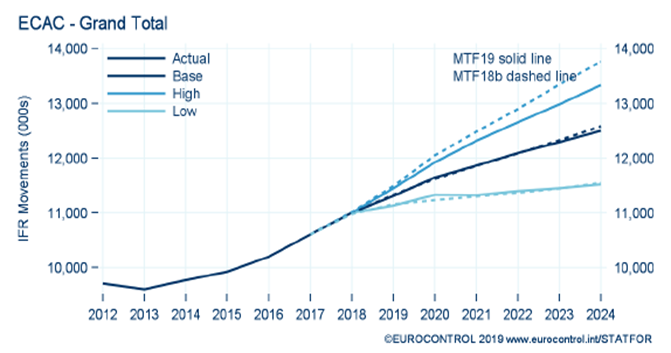 ECAC - Grand Total
14,000
14,000
Actual
Base
High
Low
MTF19 solid line
MTF18b dashed line
13,000
13,000
12,000
12,000
11,000
11,000
10,000
10,000
IFR Movements (000s)
2012 2013 2014 2015 2016 2017 2018 2019 2020 2021 2022 2023 2024
©EUROCONTROL 2019 www.eurocontrol.int/STATFOR